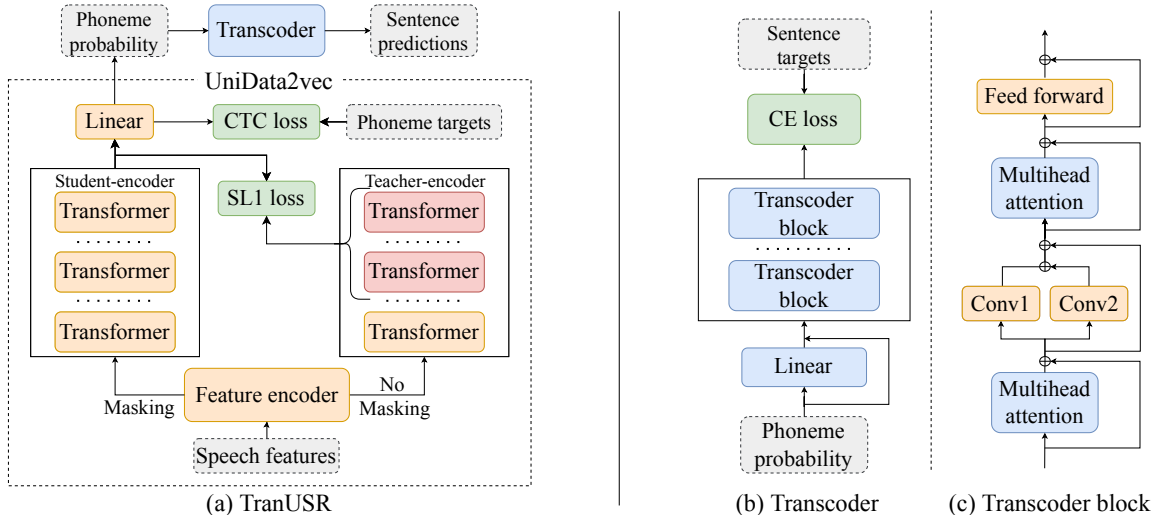 Phoneme
probability
Transcoder
Sentence
predictions
UniData2vec
Linear
CTC loss
Phoneme targets
Student-encoder
Transformer
. . . . . . . .
Transformer
. . . . . . . .
Transformer
SL1 loss
Teacher-encoder
Transformer
. . . . . . . .
Transformer
. . . . . . . .
Transformer
Masking
Feature encoder
No
Masking
Speech features
(a) TranUSR
Sentence
targets
CE loss
Transcoder
block
. . . . . . . . . .
Transcoder
block
Linear
Phoneme
probability
(b) Transcoder
Feed forward
Multihead
attention
Conv1
Conv2
Multihead
attention
(c) Transcoder block